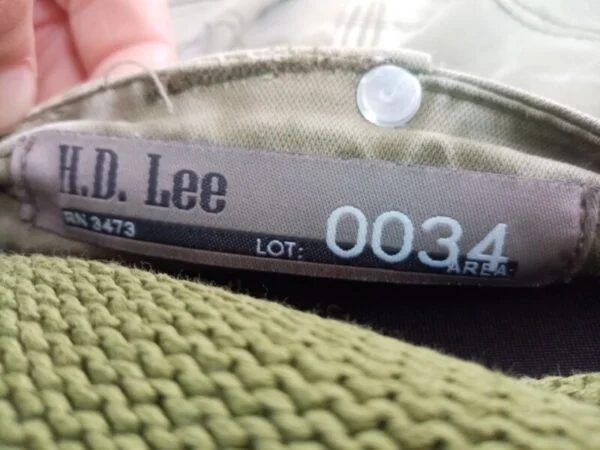 H.D. Lee
RN 3473
LOT: 0034
AREA: